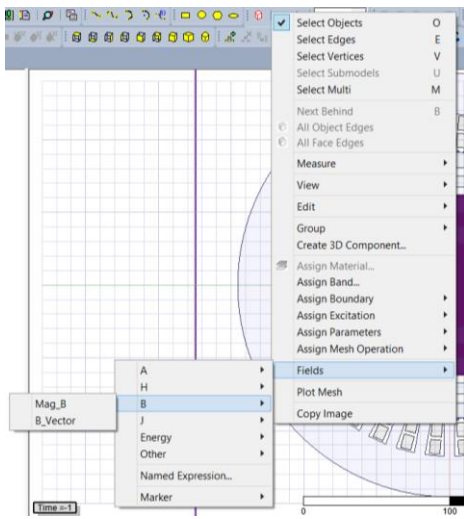 Select Objects O
Select Edges E
Select Vertices V
Select Submodels U
Select Multi M
Next Behind B
All Object Edges
All Face Edges
Measure
View
Edit
Group
Create 3D Component...
Assign Material...
Assign Band...
Assign Boundary
Assign Excitation
Assign Parameters
Assign Mesh Operation
Fields
Plot Mesh
Copy Image
A
H
B
J
Energy
Other
Named Expression...
Marker
Mag_B
B_Vector
Time =-1
0 100